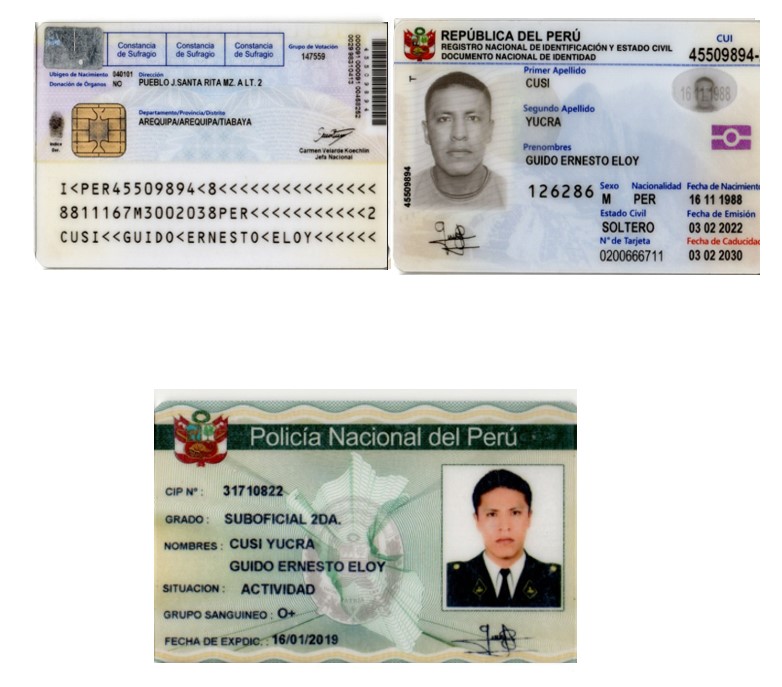 Constancia de Sufragio
Constancia de Sufragio
Constancia de Sufragio
Grupo de Votación
147559
Ubigeo de Nacimiento 040101
Donación de Órganos NO
Dirección
PUEBLO J.SANTA RITA MZ. A LT. 2
Departamento/Provincia/Distrito
AREQUIPA/AREQUIPA/TIABAYA
Indice Der.
Carmen Velarde Koechlin
Jefa Nacional
I<PER45509894<8<<<<<<<<<<<<<<<
8811167M3002038PER<<<<<<<<<<<2
CUSI<<GUIDO<ERNESTO<ELOY<<<<<<
REPÚBLICA DEL PERÚ
REGISTRO NACIONAL DE IDENTIFICACIÓN Y ESTADO CIVIL
DOCUMENTO NACIONAL DE IDENTIDAD
CUI
45509894-
Primer Apellido
CUSI
Segundo Apellido
YUCRA
Prenombres
GUIDO ERNESTO ELOY
16 11 1988
T
45509894
126286
Sexo Nacionalidad Fecha de Nacimiento
M PER 16 11 1988
Estado Civil Fecha de Emisión
SOLTERO 03 02 2022
N° de Tarjeta Fecha de Caducidad
0200666711 03 02 2030
Policía Nacional del Perú
CIP N° : 31710822
GRADO : SUBOFICIAL 2DA.
NOMBRES : CUSI YUCRA
GUIDO ERNESTO ELOY
SITUACION : ACTIVIDAD
GRUPO SANGUINEO : O+
FECHA DE EXPDIC. : 16/01/2019